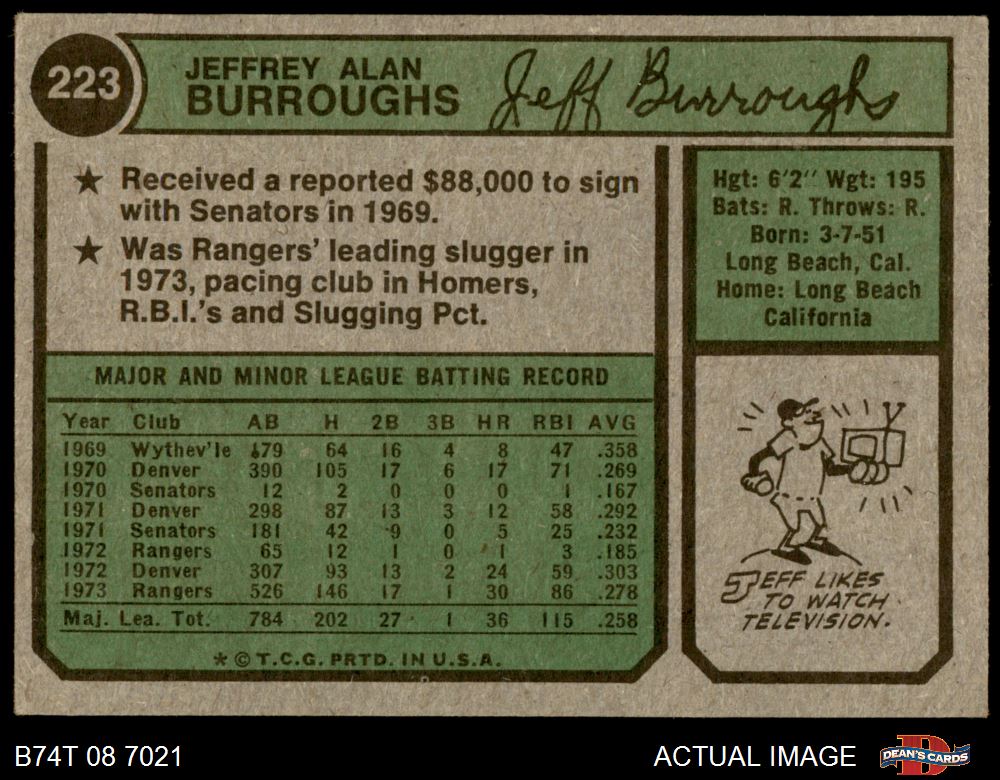 223
JEFFREY ALAN
BURROUGHS
Jeff Burroughs
★ Received a reported $88,000 to sign
with Senators in 1969.
★ Was Rangers' leading slugger in
1973, pacing club in Homers,
R.B.I.'s and Slugging Pct.
Hgt: 6'2" Wgt: 195
Bats: R. Throws: R.
Born: 3-7-51
Long Beach, Cal.
Home: Long Beach
California
MAJOR AND MINOR LEAGUE BATTING RECORD
Year Club AB H 2B 3B HR RBI AVG
1969 Wythev'le 179 64 16 4 8 47 .358
1970 Denver 390 105 17 6 17 71 .269
1970 Senators 12 2 0 0 0 1 .167
1971 Denver 298 87 13 3 12 58 .292
1971 Senators 181 42 9 0 5 25 .232
1972 Rangers 65 12 1 0 1 3 .185
1972 Denver 307 93 13 2 24 59 .303
1973 Rangers 526 146 17 1 30 86 .278
Maj. Lea. Tot. 784 202 27 1 36 115 .258
* © T.C.G. PRTD. IN U.S.A.
JEFF LIKES
TO WATCH
TELEVISION.
B74T 08 7021
ACTUAL IMAGE
DEAN'S CARDS